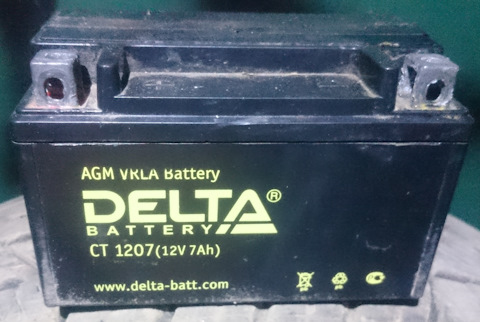 AGM VRLA Battery
DELTA®
BATTERY
CT 1207(12V 7Ah)
www.delta-batt.com